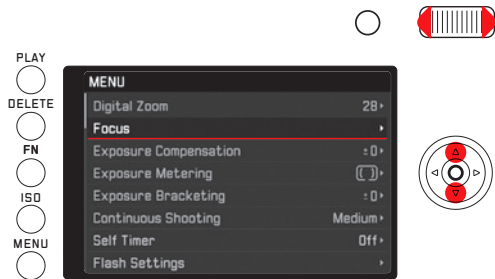 PLAY
DELETE
FN
ISO
MENU
MENU
Digital Zoom 28
Focus
Exposure Compensation ±0
Exposure Metering
Exposure Bracketing ±0
Continuous Shooting Medium
Self Timer Off
Flash Settings